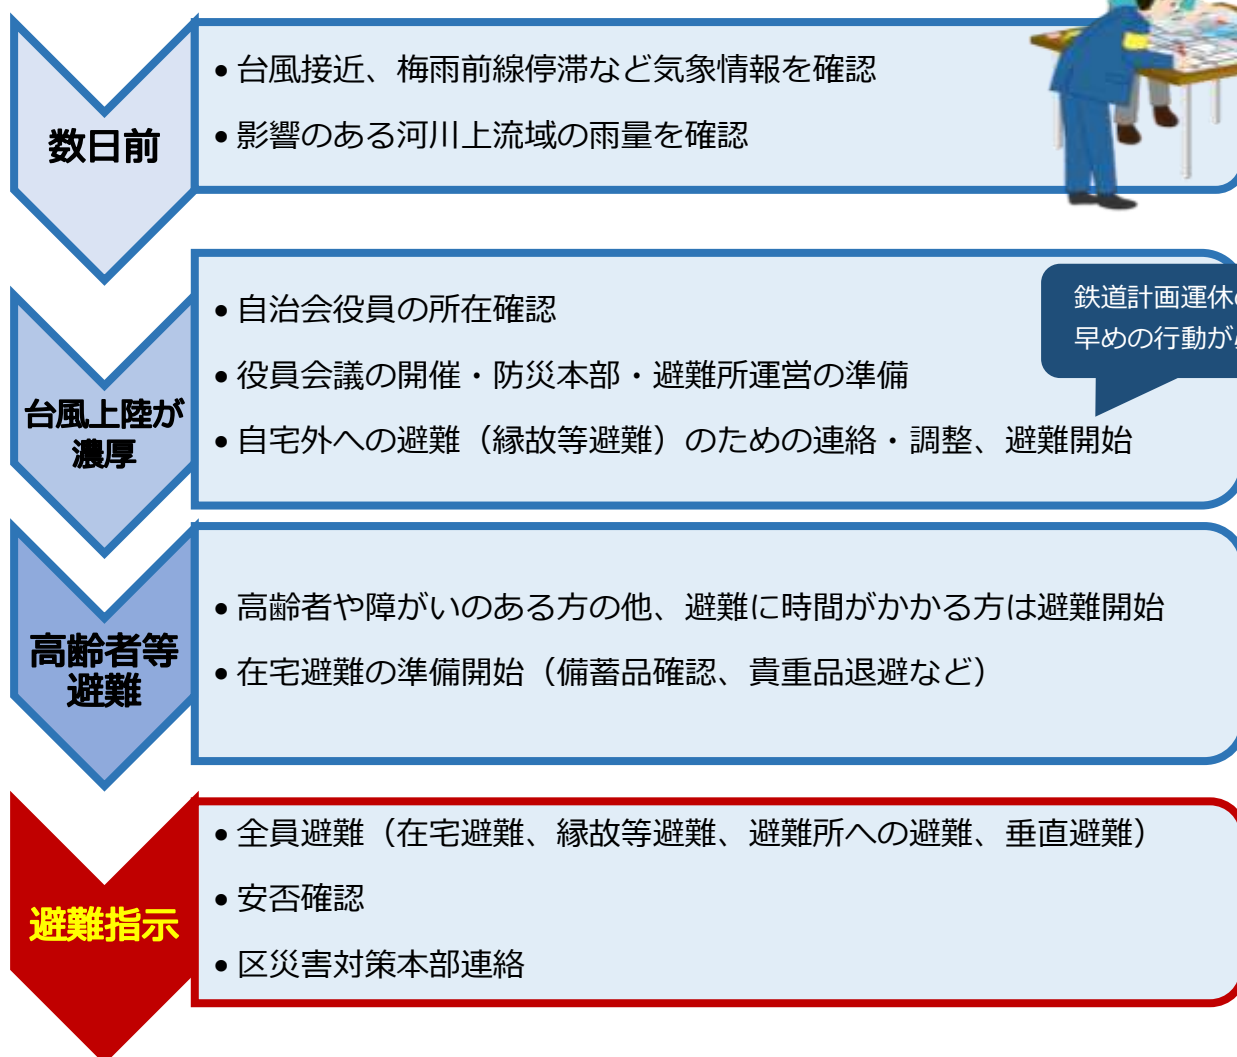 数日前
• 台風接近、梅雨前線停滞など気象情報を確認
• 影響のある河川上流域の雨量を確認
台風上陸が
濃厚
• 自治会役員の所在確認
• 役員会議の開催・防災本部・避難所運営の準備
• 自宅外への避難（縁故等避難）のための連絡・調整、避難開始
鉄道計画運休
早めの行動が
高齢者等
避難
• 高齢者や障がいのある方の他、避難に時間がかかる方は避難開始
• 在宅避難の準備開始（備蓄品確認、貴重品退避など）
避難指示
• 全員避難（在宅避難、縁故等避難、避難所への避難、垂直避難）
• 安否確認
• 区災害対策本部連絡